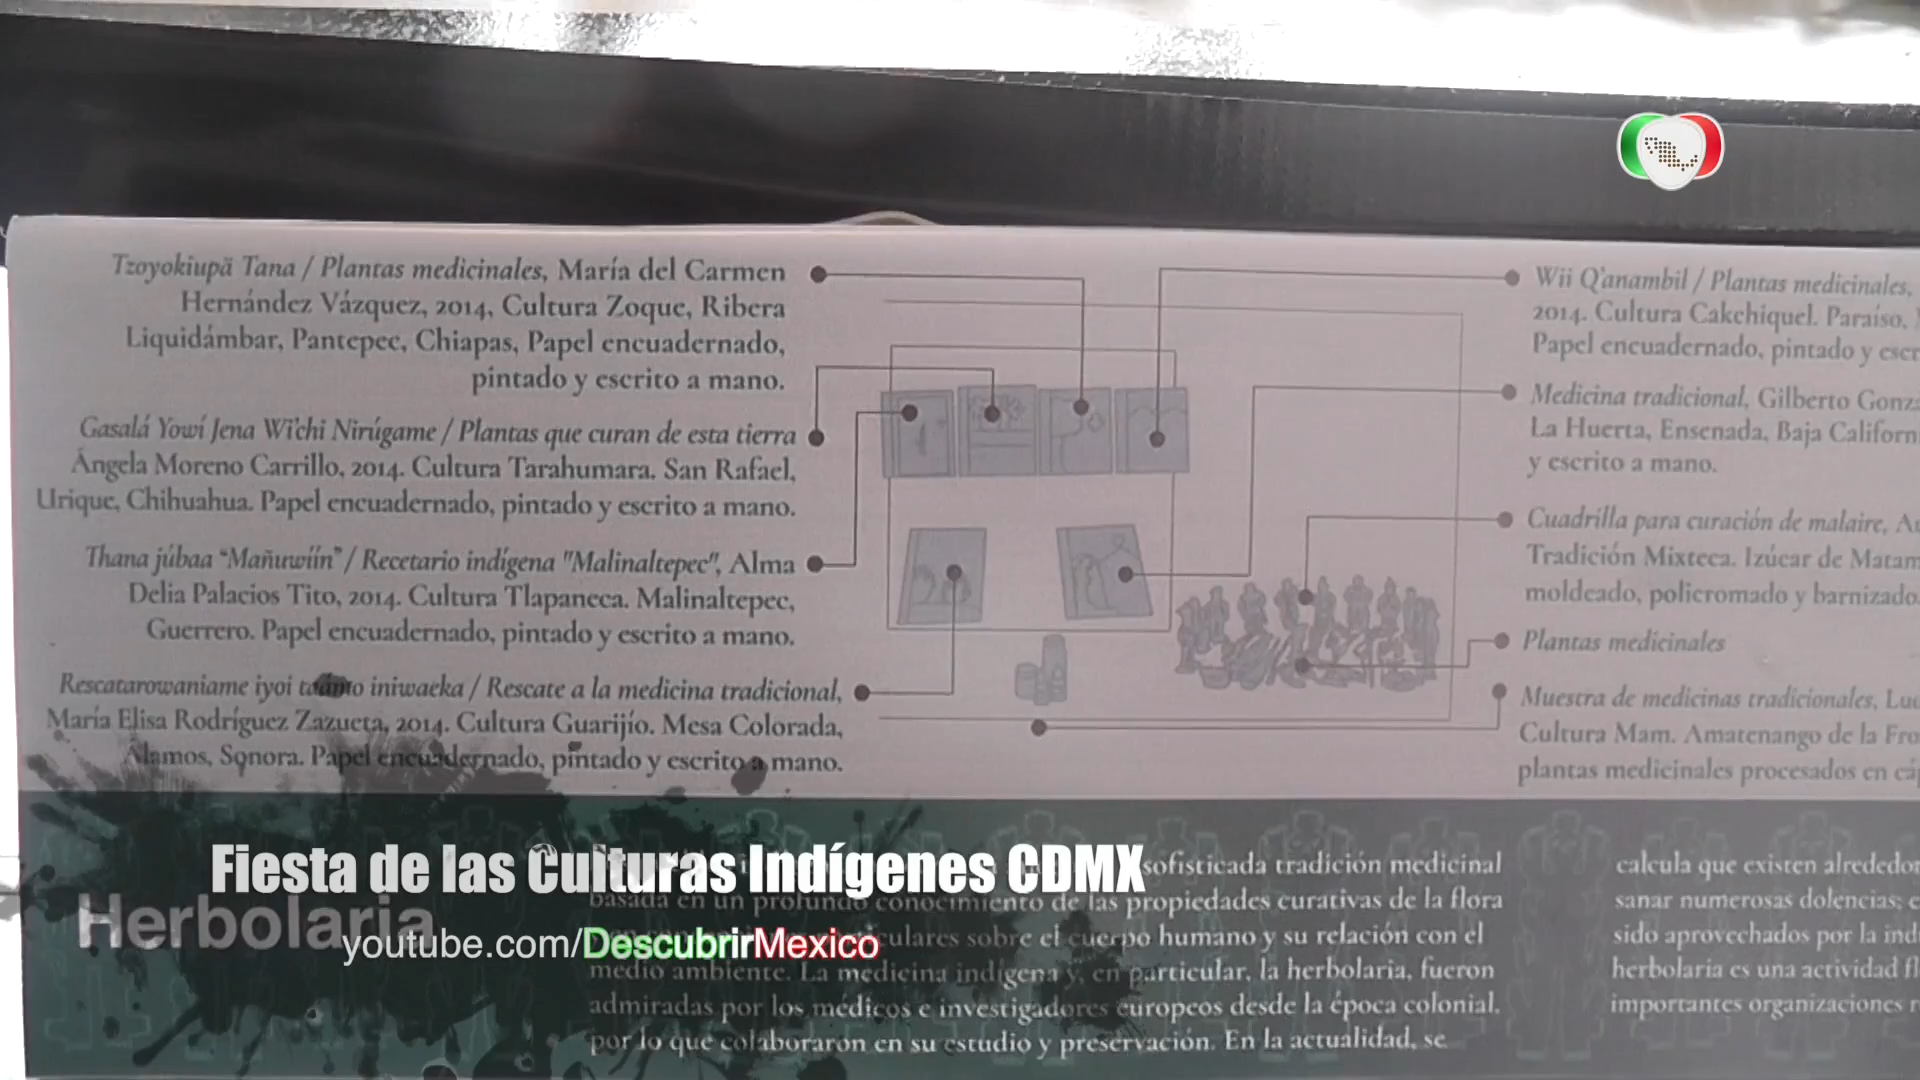 Tzoyokiupä Tana / Plantas medicinales, María del Carmen
Hernández Vázquez, 2014, Cultura Zoque, Ribera
Liquidámbar, Pantepec, Chiapas, Papel encuadernado,
pintado y escrito a mano.
Gasalá Yowí Jena Wi'chi Nirúgame / Plantas que curan de esta tierra
Ángela Moreno Carrillo, 2014. Cultura Tarahumara. San Rafael,
Urique, Chihuahua. Papel encuadernado, pintado y escrito a mano.
Thana júbaa “Mañuwíín” / Recetario indígena "Malinaltepec", Alma
Delia Palacios Tito, 2014. Cultura Tlapaneca. Malinaltepec,
Guerrero. Papel encuadernado, pintado y escrito a mano.
Rescatarowaniame iyoi iniwaeka / Rescate a la medicina tradicional,
María Elisa Rodríguez Zazueta, 2014. Cultura Guarijío. Mesa Colorada,
Álamos, Sonora. Papel encuadernado, pintado y escrito a mano.
Wii Q'anambil / Plantas medicinales,
2014. Cultura Cakchiquel. Paraíso,
Papel encuadernado, pintado y
Medicina tradicional, Gilberto
La Huerta, Ensenada, Baja
y escrito a mano.
Cuadrilla para curación de malaire,
Tradición Mixteca. Izúcar de
moldeado, policromado y barnizado.
Plantas medicinales
Muestra de medicinas tradicionales,
Cultura Mam. Amatenango de la
plantas medicinales procesados en
Fiesta de las Culturas Indígenes CDMX
youtube.com/DescubrirMexico
Herbolaria
sofisticada tradición medicinal
basada en un profundo conocimiento de las propiedades curativas de la flora
sobre el cuerpo humano y su relación con el
medio ambiente. La medicina indígena y, en particular, la herbolaria, fueron
admiradas por los médicos e investigadores europeos desde la época colonial,
por lo que colaboraron en su estudio y preservación. En la actualidad, se
calcula que existen alrededor
sanar numerosas dolencias;
sido aprovechados por la
herbolaria es una actividad
importantes organizaciones